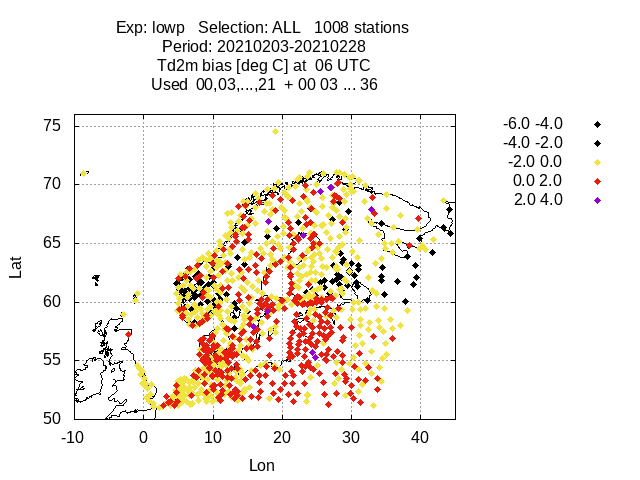 Exp: lowp Selection: ALL 1008 stations
Period: 20210203-20210228
Td2m bias [deg C] at 06 UTC
Used 00,03,...,21 + 00 03 ... 36
-6.0 -4.0
-4.0 -2.0
-2.0 0.0
0.0 2.0
2.0 4.0
75
70
65
60
55
50
Lat
-10 0 10 20 30 40
Lon